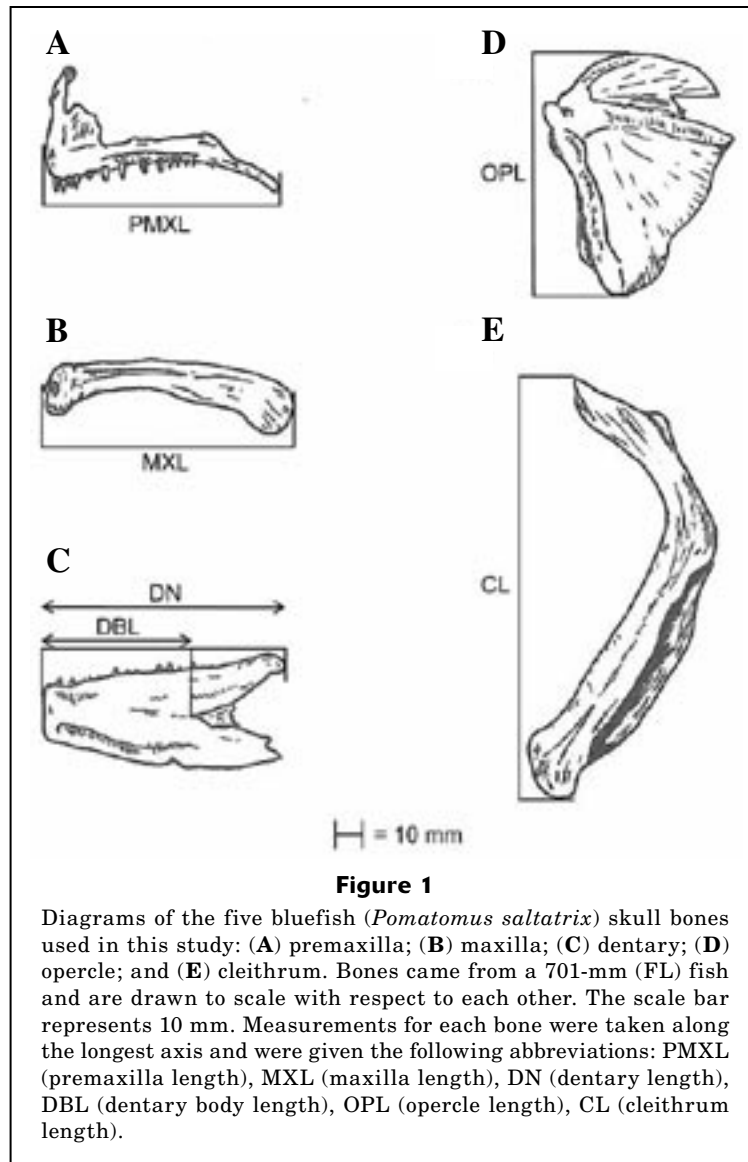 A
PMXL
B
MXL
C
DN
DBL
D
OPL
E
CL
= 10 mm
Figure 1
Diagrams of the five bluefish (Pomatomus saltatrix) skull bones
used in this study: (A) premaxilla; (B) maxilla; (C) dentary; (D)
opercle; and (E) cleithrum. Bones came from a 701-mm (FL) fish
and are drawn to scale with respect to each other. The scale bar
represents 10 mm. Measurements for each bone were taken along
the longest axis and were given the following abbreviations: PMXL
(premaxilla length), MXL (maxilla length), DN (dentary length),
DBL (dentary body length), OPL (opercle length), CL (cleithrum
length).